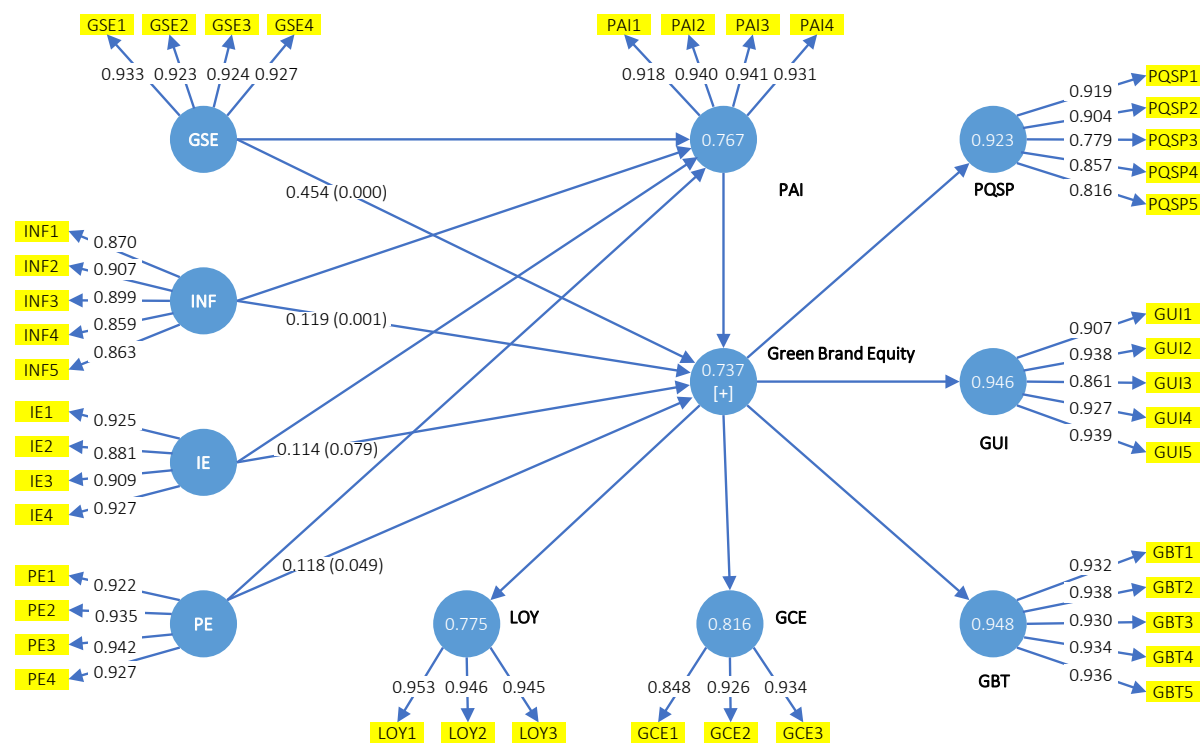 GSE1 GSE2 GSE3 GSE4
0.933 0.923 0.924 0.927
GSE
PAI1 PAI2 PAI3 PAI4
0.918 0.940 0.941 0.931
0.767
PAI
0.919 PQSP1
0.904 PQSP2
0.779 PQSP3
0.857 PQSP4
0.816 PQSP5
0.923
PQSP
0.454 (0.000)
INF1 0.870
INF2 0.907
INF3 0.899
INF4 0.859
INF5 0.863
INF
0.119 (0.001)
Green Brand Equity
0.737
[+]
0.907 GUI1
0.938 GUI2
0.861 GUI3
0.927 GUI4
0.939 GUI5
0.946
GUI
IE1 0.925
IE2 0.881
IE3 0.909
IE4 0.927
IE
0.114 (0.079)
0.118 (0.049)
PE1 0.922
PE2 0.935
PE3 0.942
PE4 0.927
PE
0.775
LOY
0.953 0.946 0.945
LOY1 LOY2 LOY3
0.816
GCE
0.848 0.926 0.934
GCE1 GCE2 GCE3
0.932 GBT1
0.938 GBT2
0.930 GBT3
0.934 GBT4
0.936 GBT5
0.948
GBT